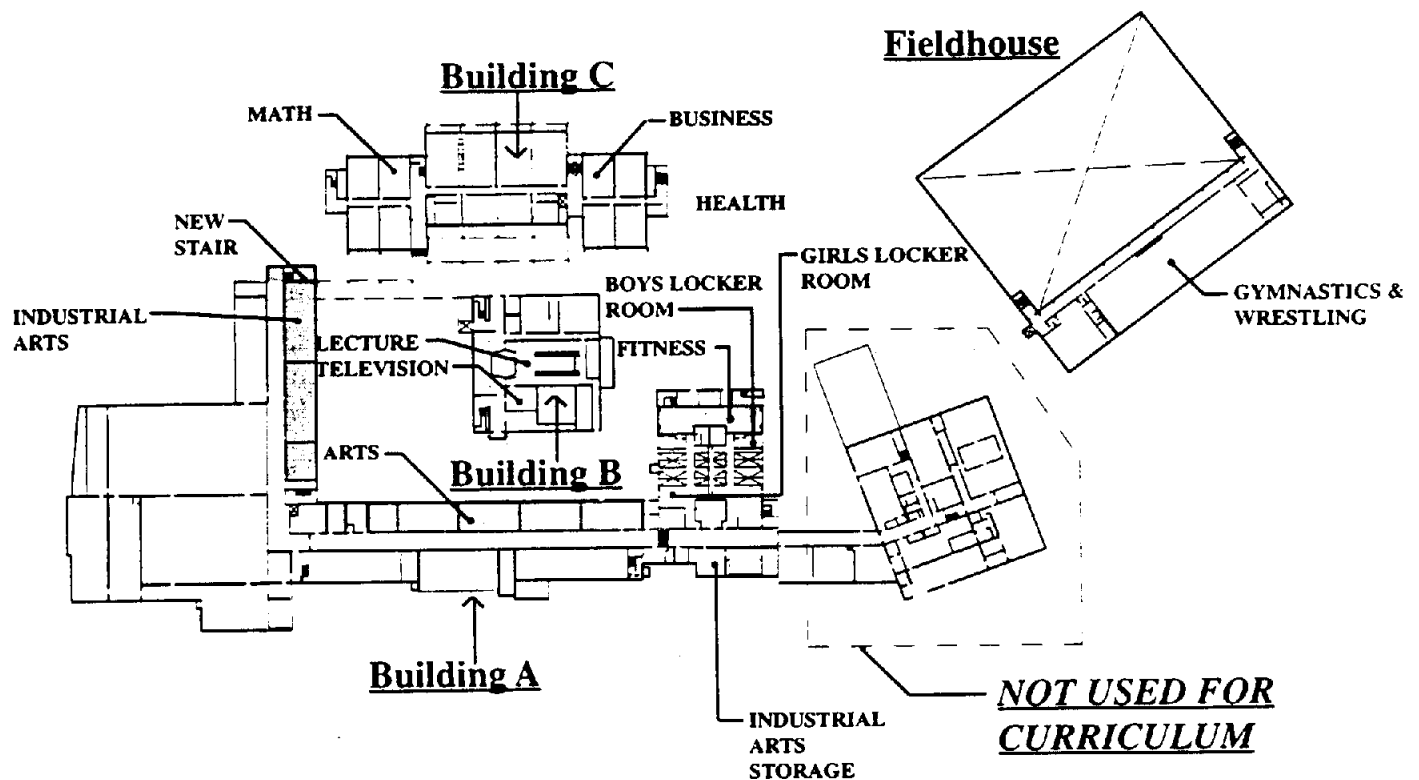 Fieldhouse
Building C
MATH
BUSINESS
HEALTH
NEW
STAIR
GIRLS LOCKER
ROOM
BOYS LOCKER
ROOM
GYMNASTICS &
WRESTLING
INDUSTRIAL
ARTS
LECTURE
TELEVISION
FITNESS
ARTS
Building B
Building A
NOT USED FOR
CURRICULUM
INDUSTRIAL
ARTS
STORAGE